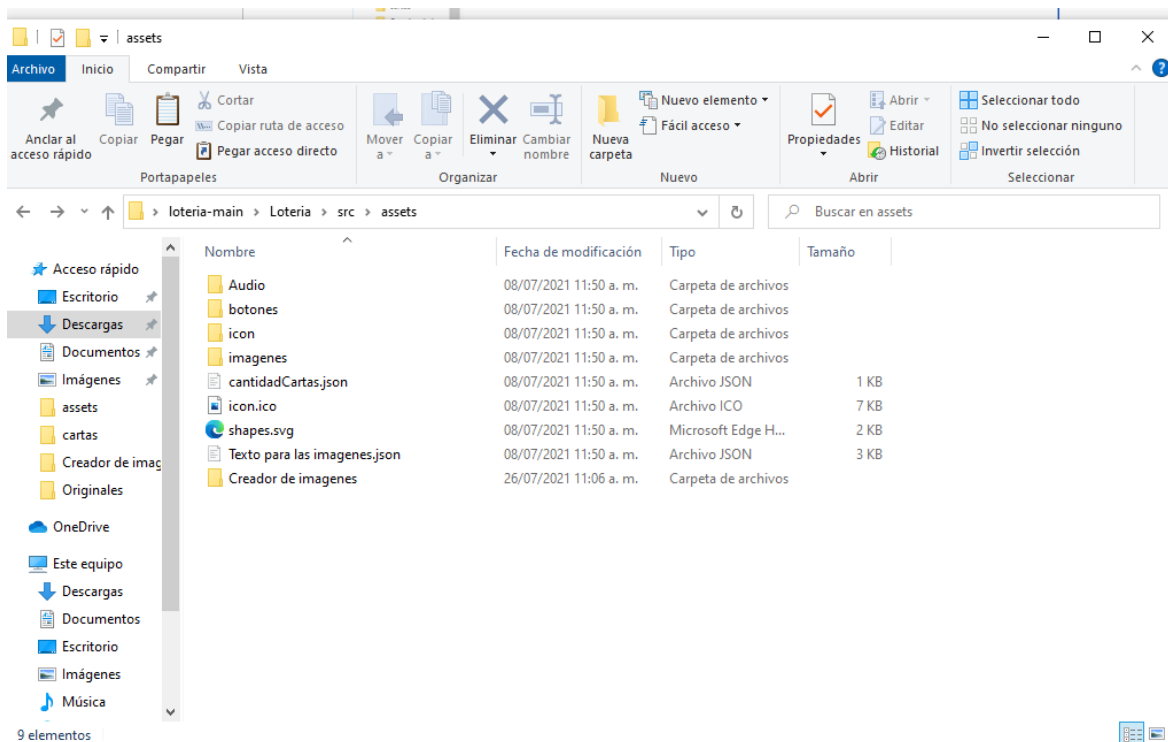 assets
Archivo Inicio Compartir Vista
Anclar al acceso rápido
Copiar
Pegar
Cortar
Copiar ruta de acceso
Pegar acceso directo
Portapapeles
Mover a
Copiar a
Eliminar
Cambiar nombre
Organizar
Nueva carpeta
Nuevo elemento
Fácil acceso
Nuevo
Propiedades
Abrir
Editar
Historial
Abrir
Seleccionar todo
No seleccionar ninguno
Invertir selección
Seleccionar
loteria-main > Loteria > src > assets
Buscar en assets
Acceso rápido
Escritorio
Descargas
Documentos
Imágenes
assets
cartas
Creador de imag
Originales
OneDrive
Este equipo
Descargas
Documentos
Escritorio
Imágenes
Música
Nombre Fecha de modificación Tipo Tamaño
Audio 08/07/2021 11:50 a. m. Carpeta de archivos
botones 08/07/2021 11:50 a. m. Carpeta de archivos
icon 08/07/2021 11:50 a. m. Carpeta de archivos
imagenes 08/07/2021 11:50 a. m. Carpeta de archivos
cantidadCartas.json 08/07/2021 11:50 a. m. Archivo JSON 1 KB
icon.ico 08/07/2021 11:50 a. m. Archivo ICO 7 KB
shapes.svg 08/07/2021 11:50 a. m. Microsoft Edge H... 2 KB
Texto para las imagenes.json 08/07/2021 11:50 a. m. Archivo JSON 3 KB
Creador de imagenes 26/07/2021 11:06 a. m. Carpeta de archivos
9 elementos